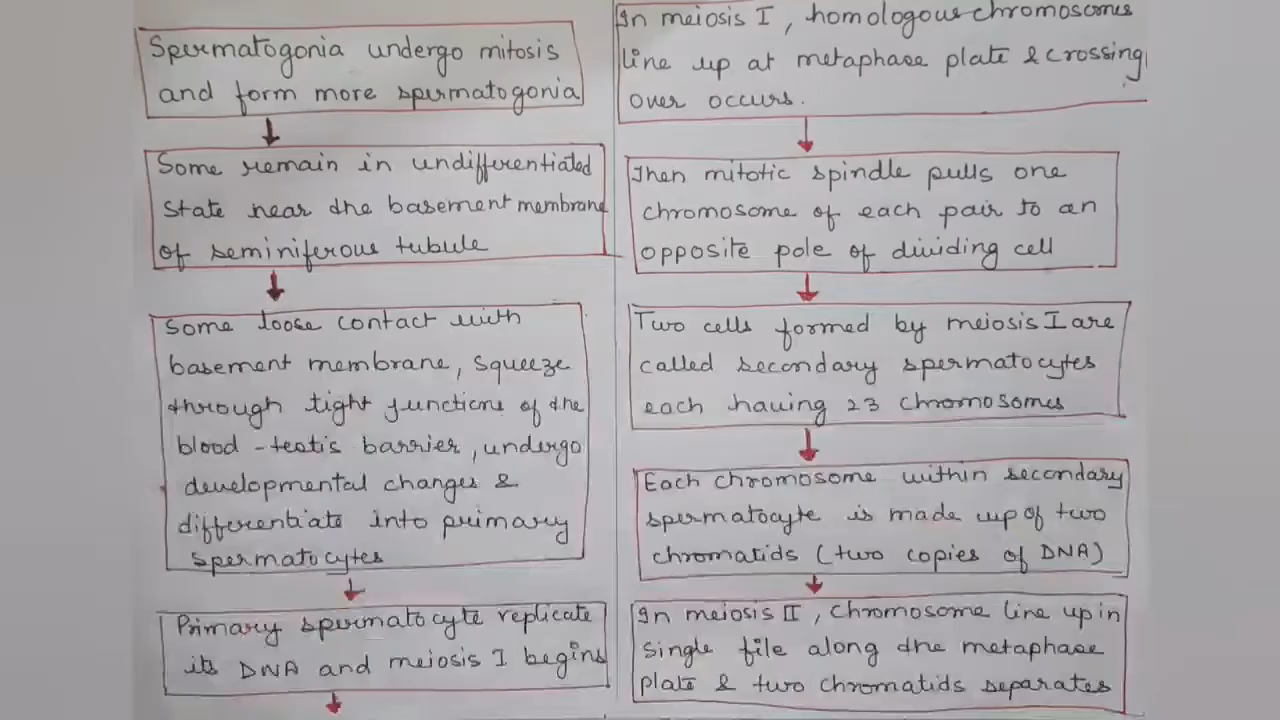 Spermatogonia undergo mitosis
and form more spermatogonia
Some remain in undifferentiated
state near the basement membrane
of seminiferous tubule
Some loose contact with
basement membrane, squeeze
through tight junctions of the
blood-testis barrier, undergo
developmental changes &
differentiate into primary
spermatocytes
Primary spermatocyte replicate
its DNA and meiosis I begins
In meiosis I, homologous chromosomes
line up at metaphase plate & crossing
over occurs.
Then mitotic spindle pulls one
chromosome of each pair to an
opposite pole of dividing cell
Two cells formed by meiosis I are
called secondary spermatocytes
each having 23 chromosomes
Each chromosome within secondary
spermatocyte is made up of two
chromatids (two copies of DNA)
In meiosis II, chromosome line up in
single file along the metaphase
plate & two chromatids separates